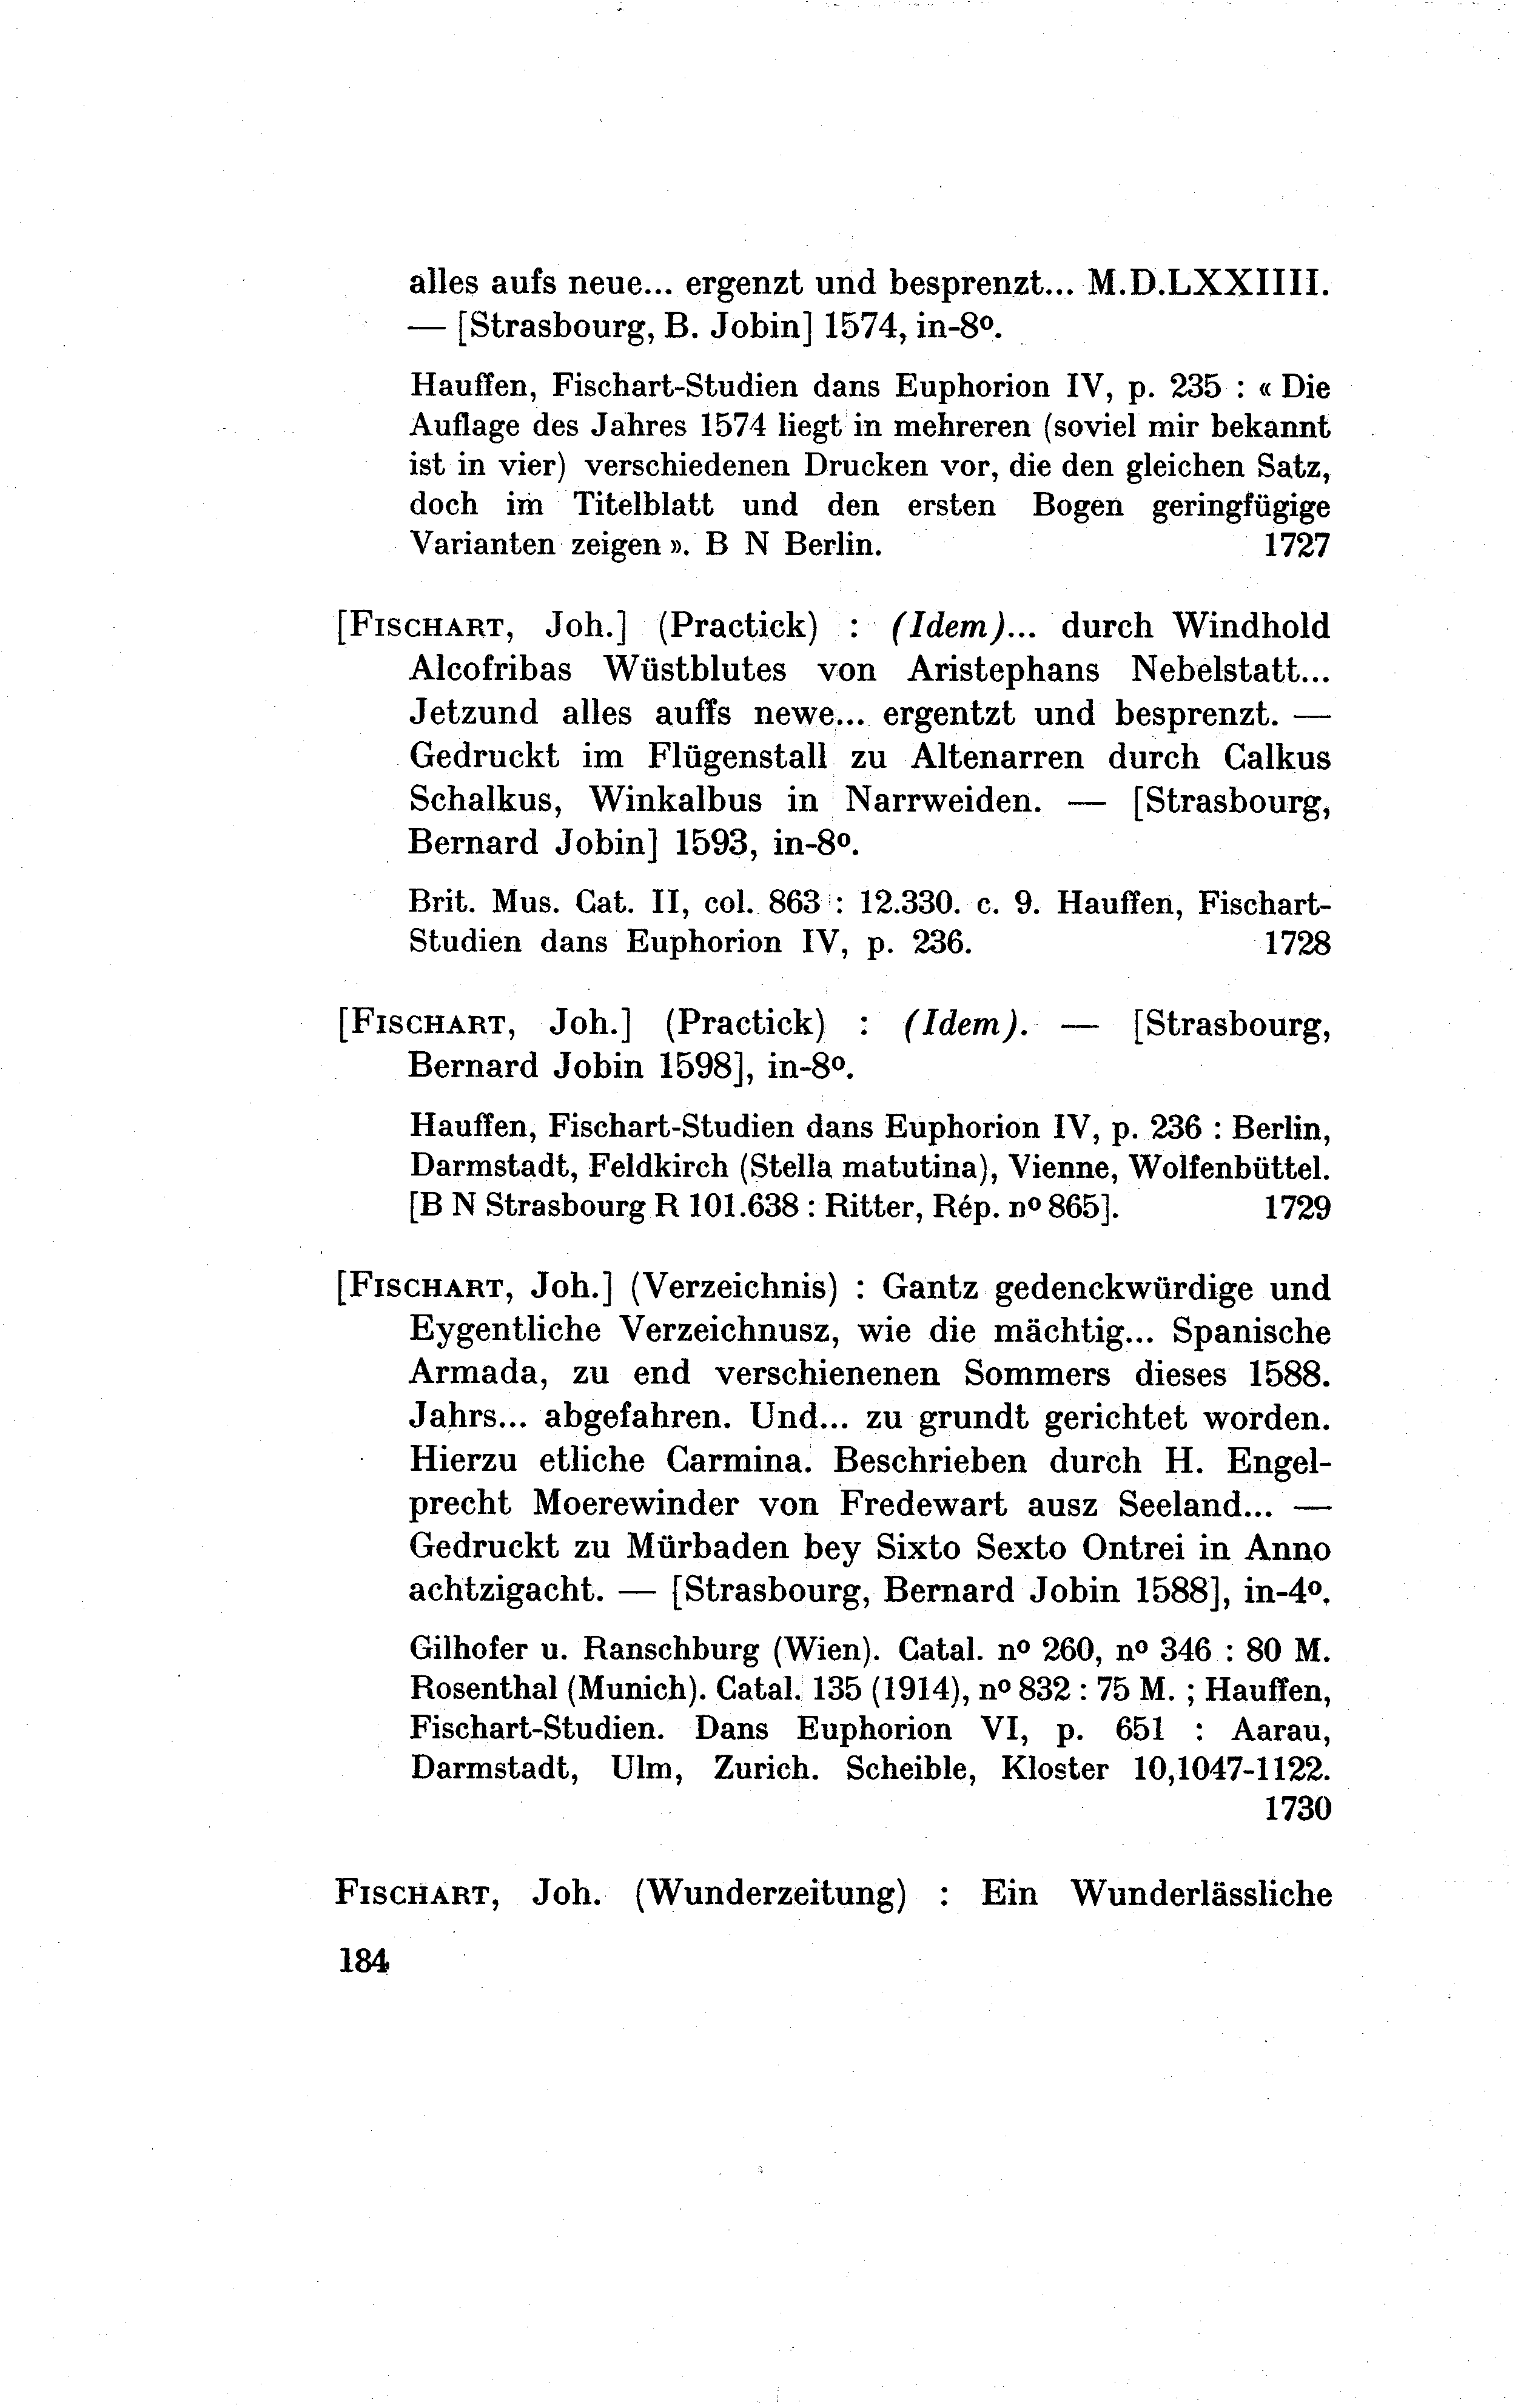 alles aufs neue... ergenzt und besprenzt... M.D.LXXIIII.
— [Strasbourg, B. Jobin] 1574, in-8º.
Hauffen, Fischart-Studien dans Euphorion IV, p. 235 : « Die
Auflage des Jahres 1574 liegt in mehreren (soviel mir bekannt
ist in vier) verschiedenen Drucken vor, die den gleichen Satz,
doch im Titelblatt und den ersten Bogen geringfügige
Varianten zeigen ». B N Berlin. 1727
[FISCHART, Joh.] (Practick) : (Idem)... durch Windhold
Alcofribas Wüstblutes von Aristephans Nebelstatt...
Jetzund alles auffs newe... ergentzt und besprenzt. —
Gedruckt im Flügenstall zu Altenarren durch Calkus
Schalkus, Winkalbus in Narrweiden. — [Strasbourg,
Bernard Jobin] 1593, in-8º.
Brit. Mus. Cat. II, col. 863 : 12.330. c. 9. Hauffen, Fischart-
Studien dans Euphorion IV, p. 236. 1728
[FISCHART, Joh.] (Practick) : (Idem). — [Strasbourg,
Bernard Jobin 1598], in-8º.
Hauffen, Fischart-Studien dans Euphorion IV, p. 236 : Berlin,
Darmstadt, Feldkirch (Stella matutina), Vienne, Wolfenbüttel.
[B N Strasbourg R 101.638 : Ritter, Rép. nº 865]. 1729
[FISCHART, Joh.] (Verzeichnis) : Gantz gedenckwürdige und
Eygentliche Verzeichnusz, wie die mächtig... Spanische
Armada, zu end verschienenen Sommers dieses 1588.
Jahrs... abgefahren. Und... zu grundt gerichtet worden.
Hierzu etliche Carmina. Beschrieben durch H. Engel-
precht Moerewinder von Fredewart ausz Seeland... —
Gedruckt zu Mürbaden bey Sixto Sexto Ontrei in Anno
achtzigacht. — [Strasbourg, Bernard Jobin 1588], in-4º.
Gilhofer u. Ranschburg (Wien). Catal. nº 260, nº 346 : 80 M.
Rosenthal (Munich). Catal. 135 (1914), nº 832 : 75 M. ; Hauffen,
Fischart-Studien. Dans Euphorion VI, p. 651 : Aarau,
Darmstadt, Ulm, Zurich. Scheible, Kloster 10,1047-1122.
1730
FISCHART, Joh. (Wunderzeitung) : Ein Wunderlässliche
184